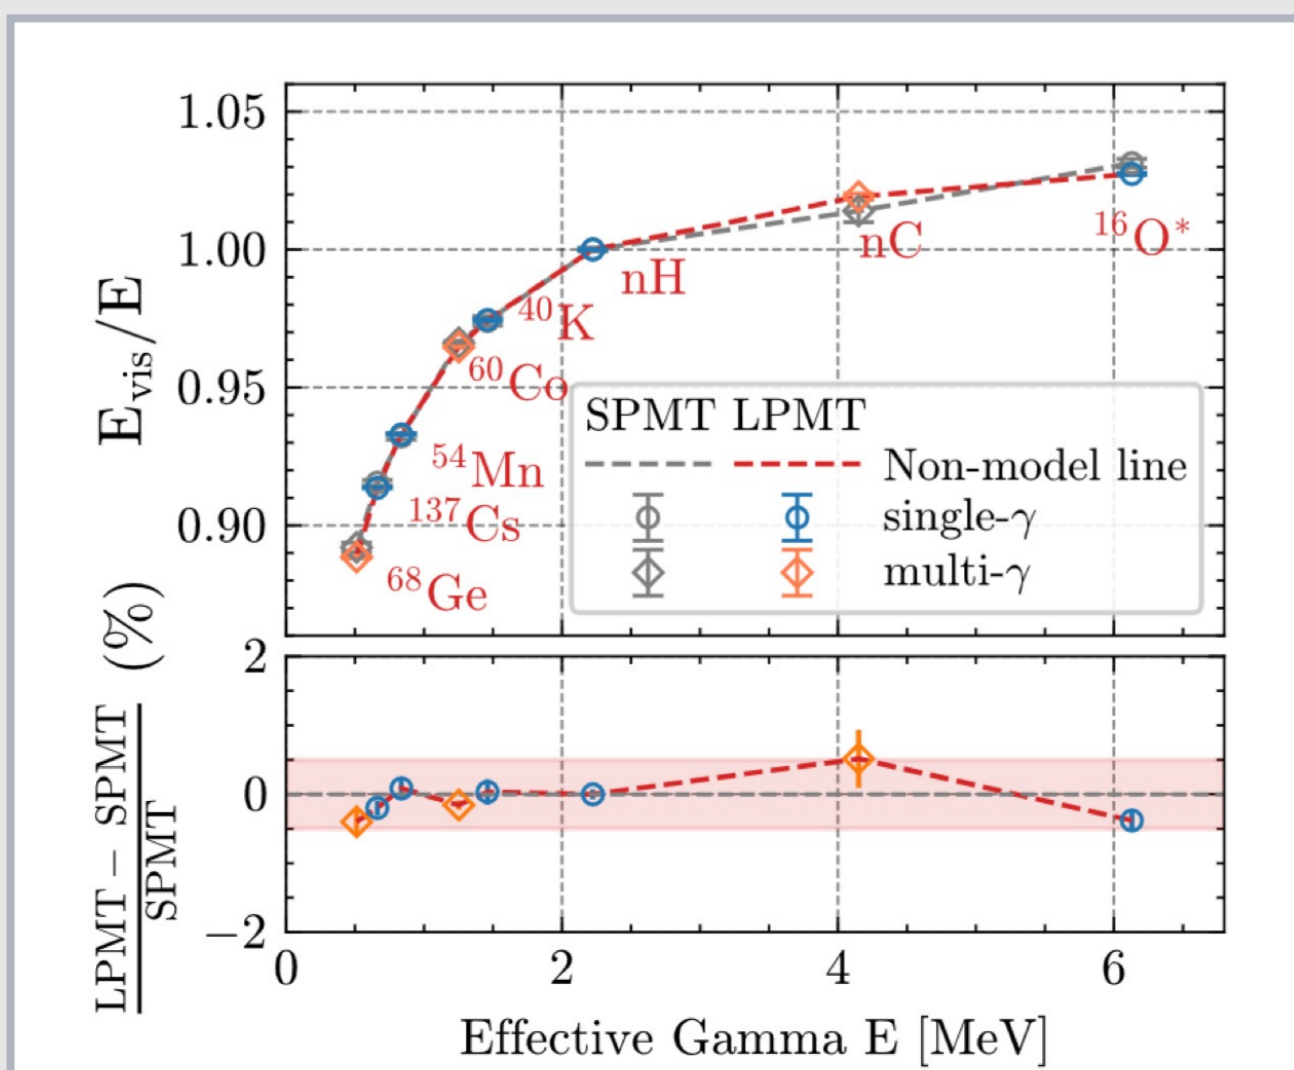 1.05
1.00
0.95
0.90
E_vis/E
^16O*
nC
nH
^40K
^60Co
^54Mn
^137Cs
^68Ge
SPMT LPMT
Non-model line
single-γ
multi-γ
2
0
−2
LPMT − SPMT
SPMT
(%)
0 2 4 6
Effective Gamma E [MeV]